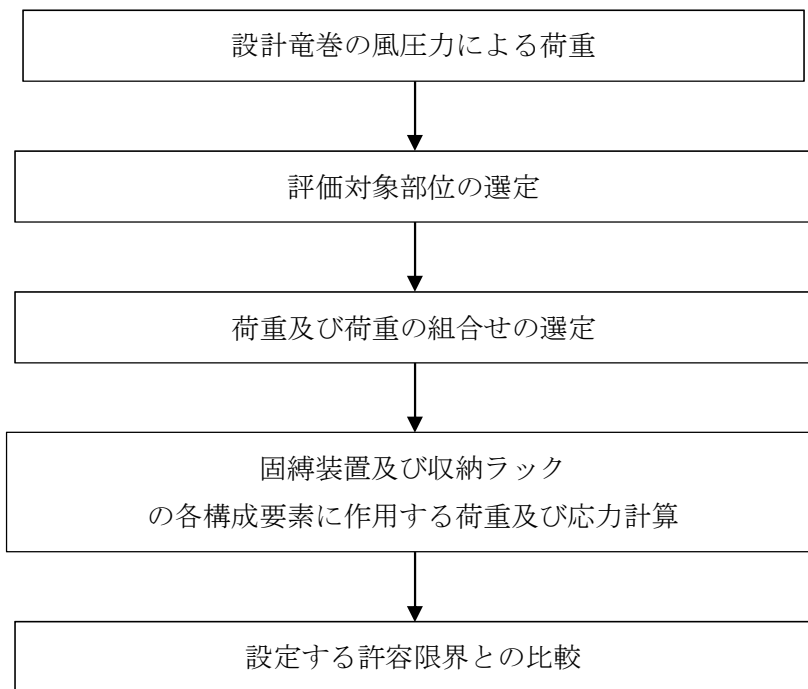 設計竜巻の風圧力による荷重
評価対象部位の選定
荷重及び荷重の組合せの選定
固縛装置及び収納ラック
の各構成要素に作用する荷重及び応力計算
設定する許容限界との比較